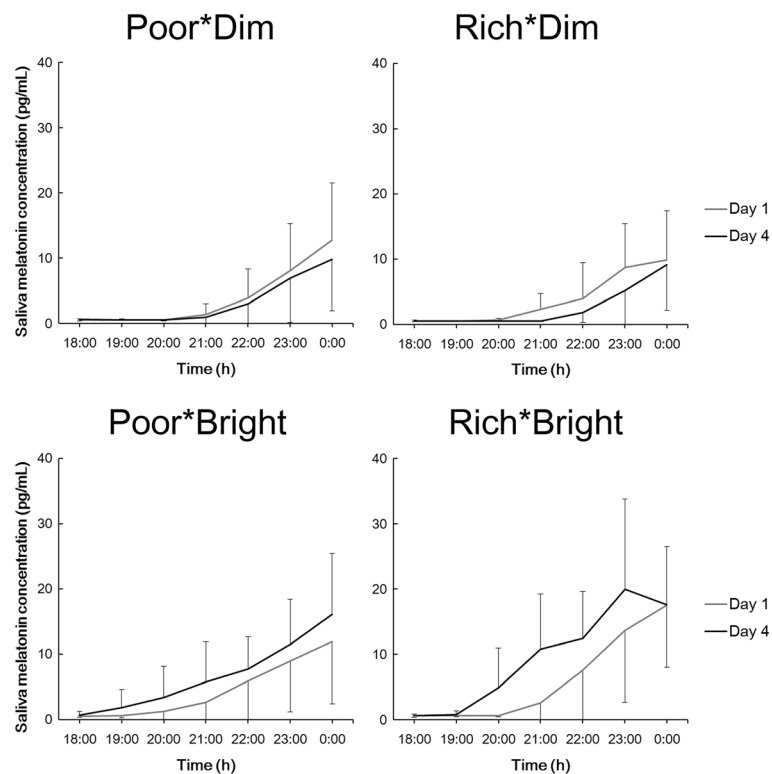 Poor*Dim
Rich*Dim
Saliva melatonin concentration (pg/mL)
40
30
20
10
0
18:00 19:00 20:00 21:00 22:00 23:00 0:00
Time (h)
40
30
20
10
0
18:00 19:00 20:00 21:00 22:00 23:00 0:00
Time (h)
Day 1
Day 4
Poor*Bright
Rich*Bright
Saliva melatonin concentration (pg/mL)
40
30
20
10
0
18:00 19:00 20:00 21:00 22:00 23:00 0:00
Time (h)
40
30
20
10
0
18:00 19:00 20:00 21:00 22:00 23:00 0:00
Time (h)
Day 1
Day 4